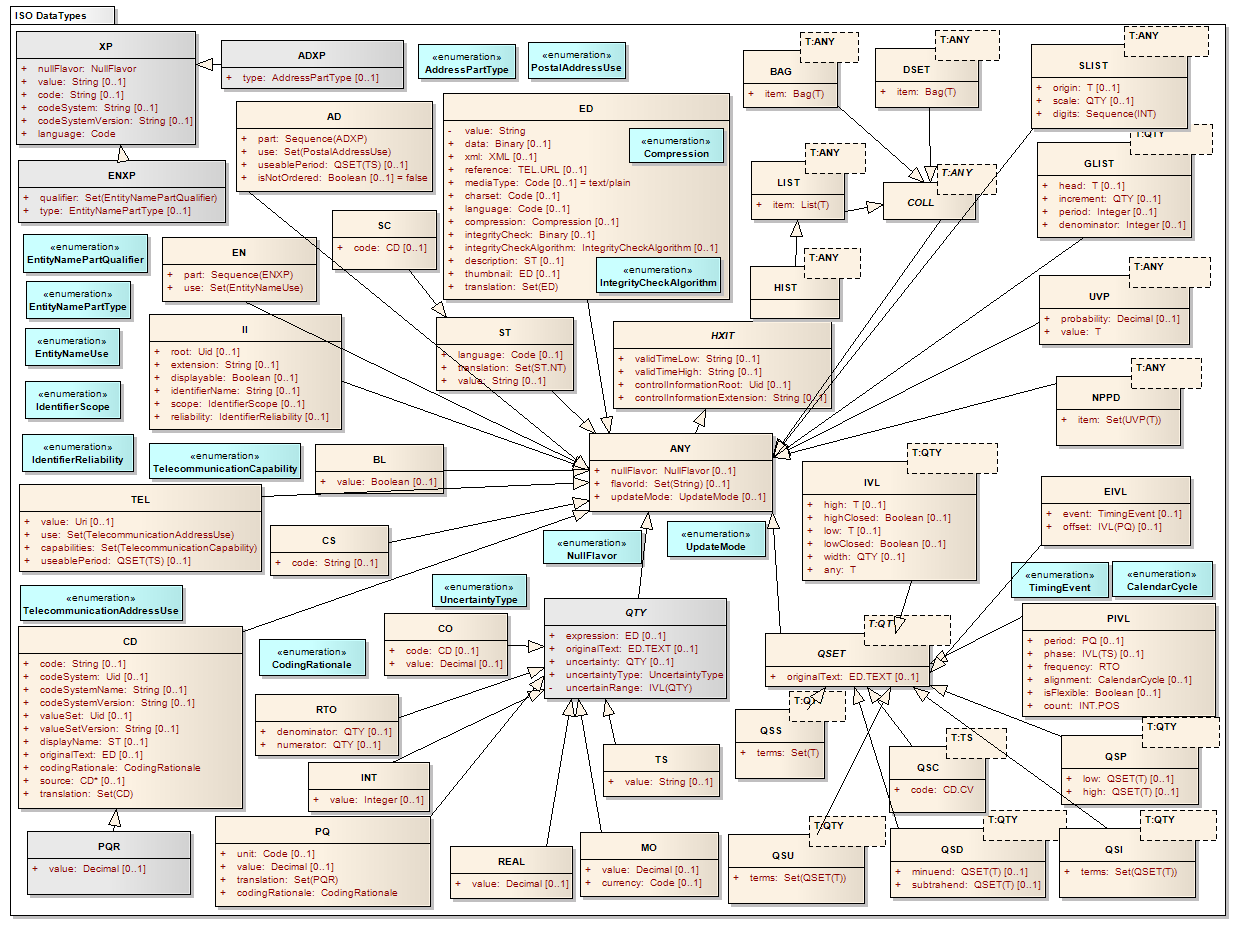 ISO DataTypes
XP
+ nullFlavor: NullFlavor
+ value: String [0..1]
+ code: String [0..1]
+ codeSystem: String [0..1]
+ codeSystemVersion: String [0..1]
+ language: Code
ADXP
+ type: AddressPartType [0..1]
«enumeration»
AddressPartType
«enumeration»
PostalAddressUse
T:ANY
BAG
+ item: Bag(T)
T:ANY
DSET
+ item: Bag(T)
T:ANY
SLIST
+ origin: T [0..1]
+ scale: QTY [0..1]
+ digits: Sequence(INT)
AD
+ part: Sequence(ADXP)
+ use: Set(PostalAddressUse)
+ useablePeriod: QSET(TS) [0..1]
+ isNotOrdered: Boolean [0..1] = false
ED
- value: String
+ data: Binary [0..1]
+ xml: XML [0..1]
+ reference: TEL.URL [0..1]
+ mediaType: Code [0..1] = text/plain
+ charset: Code [0..1]
+ language: Code [0..1]
+ compression: Compression [0..1]
+ integrityCheck: Binary [0..1]
+ integrityCheckAlgorithm: IntegrityCheckAlgorithm [0..1]
+ description: ST [0..1]
+ thumbnail: ED [0..1]
+ translation: Set(ED)
«enumeration»
Compression
«enumeration»
IntegrityCheckAlgorithm
T:QTY
GLIST
+ head: T [0..1]
+ increment: QTY [0..1]
+ period: Integer [0..1]
+ denominator: Integer [0..1]
T:ANY
LIST
+ item: List(T)
T:ANY
COLL
ENXP
+ qualifier: Set(EntityNamePartQualifier)
+ type: EntityNamePartType [0..1]
SC
+ code: CD [0..1]
«enumeration»
EntityNamePartQualifier
EN
+ part: Sequence(ENXP)
+ use: Set(EntityNameUse)
T:ANY
HIST
T:ANY
UVP
+ probability: Decimal [0..1]
+ value: T
«enumeration»
EntityNamePartType
«enumeration»
EntityNameUse
II
+ root: Uid [0..1]
+ extension: String [0..1]
+ displayable: Boolean [0..1]
+ identifierName: String [0..1]
+ scope: IdentifierScope [0..1]
+ reliability: IdentifierReliability [0..1]
ST
+ language: Code [0..1]
+ translation: Set(ST.NT)
+ value: String [0..1]
HXIT
+ validTimeLow: String [0..1]
+ validTimeHigh: String [0..1]
+ controlInformationRoot: Uid [0..1]
+ controlInformationExtension: String [0..1]
T:ANY
NPPD
+ item: Set(UVP(T))
«enumeration»
IdentifierScope
«enumeration»
IdentifierReliability
«enumeration»
TelecommunicationCapability
BL
+ value: Boolean [0..1]
ANY
+ nullFlavor: NullFlavor [0..1]
+ flavorId: Set(String) [0..1]
+ updateMode: UpdateMode [0..1]
T:QTY
IVL
+ high: T [0..1]
+ highClosed: Boolean [0..1]
+ low: T [0..1]
+ lowClosed: Boolean [0..1]
+ width: QTY [0..1]
+ any: T
EIVL
+ event: TimingEvent [0..1]
+ offset: IVL(PQ) [0..1]
TEL
+ value: Uri [0..1]
+ use: Set(TelecommunicationAddressUse)
+ capabilities: Set(TelecommunicationCapability)
+ useablePeriod: QSET(TS) [0..1]
CS
+ code: String [0..1]
«enumeration»
NullFlavor
«enumeration»
UpdateMode
«enumeration»
TimingEvent
«enumeration»
CalendarCycle
«enumeration»
TelecommunicationAddressUse
«enumeration»
UncertaintyType
CD
+ code: String [0..1]
+ codeSystem: Uid [0..1]
+ codeSystemName: String [0..1]
+ codeSystemVersion: String [0..1]
+ valueSet: Uid [0..1]
+ valueSetVersion: String [0..1]
+ displayName: ST [0..1]
+ originalText: ED [0..1]
+ codingRationale: CodingRationale
+ source: CD* [0..1]
+ translation: Set(CD)
«enumeration»
CodingRationale
CO
+ code: CD [0..1]
+ value: Decimal [0..1]
QTY
+ expression: ED [0..1]
+ originalText: ED.TEXT [0..1]
+ uncertainty: QTY [0..1]
+ uncertaintyType: UncertaintyType
- uncertainRange: IVL(QTY)
T:QT
QSET
+ originalText: ED.TEXT [0..1]
PIVL
+ period: PQ [0..1]
+ phase: IVL(TS) [0..1]
+ frequency: RTO
+ alignment: CalendarCycle [0..1]
+ isFlexible: Boolean [0..1]
+ count: INT.POS
RTO
+ denominator: QTY [0..1]
+ numerator: QTY [0..1]
T:QT
QSS
+ terms: Set(T)
T:TS
QSC
+ code: CD.CV
T:QTY
QSP
+ low: QSET(T) [0..1]
+ high: QSET(T) [0..1]
INT
+ value: Integer [0..1]
TS
+ value: String [0..1]
PQR
+ value: Decimal [0..1]
PQ
+ unit: Code [0..1]
+ value: Decimal [0..1]
+ translation: Set(PQR)
+ codingRationale: CodingRationale
REAL
+ value: Decimal [0..1]
MO
+ value: Decimal [0..1]
+ currency: Code [0..1]
T:QTY
QSU
+ terms: Set(QSET(T))
T:QTY
QSD
+ minuend: QSET(T) [0..1]
+ subtrahend: QSET(T) [0..1]
T:QTY
QSI
+ terms: Set(QSET(T))